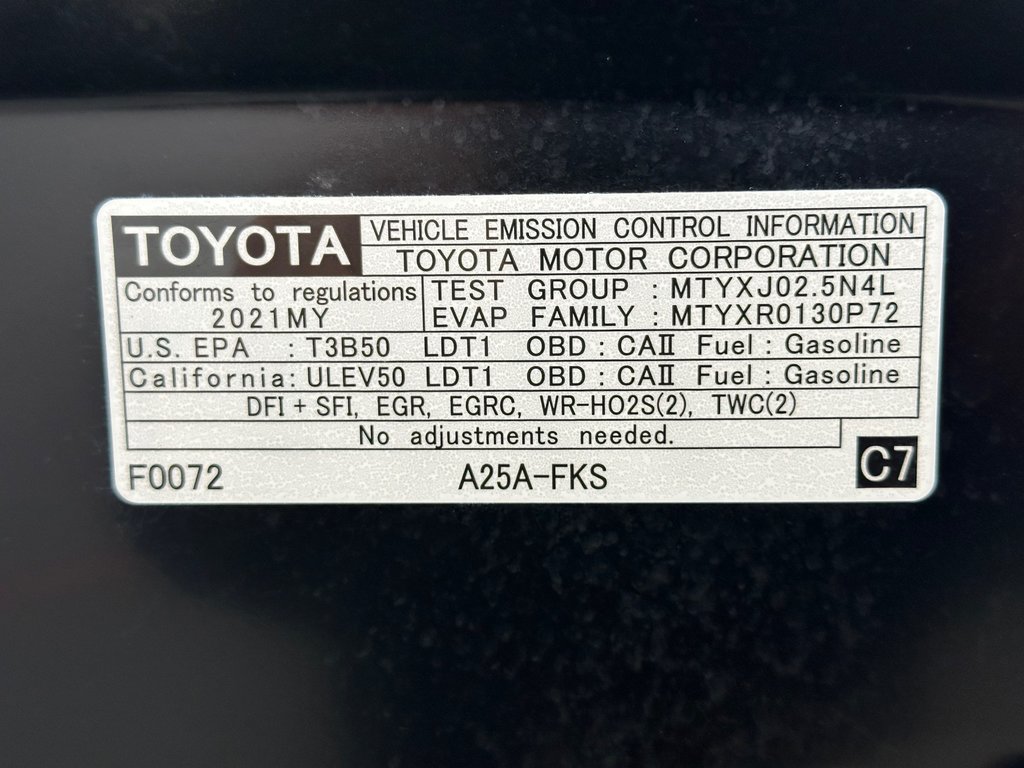 TOYOTA VEHICLE EMISSION CONTROL INFORMATION
TOYOTA MOTOR CORPORATION
Conforms to regulations
2021MY
TEST GROUP : MTYXJ02.5N4L
EVAP FAMILY : MTYXR0130P72
U.S. EPA : T3B50 LDT1 OBD : CAⅡ Fuel : Gasoline
California: ULEV50 LDT1 OBD : CAⅡ Fuel : Gasoline
DFI + SFI, EGR, EGRC, WR-HO2S(2), TWC(2)
No adjustments needed.
F0072 A25A-FKS C7